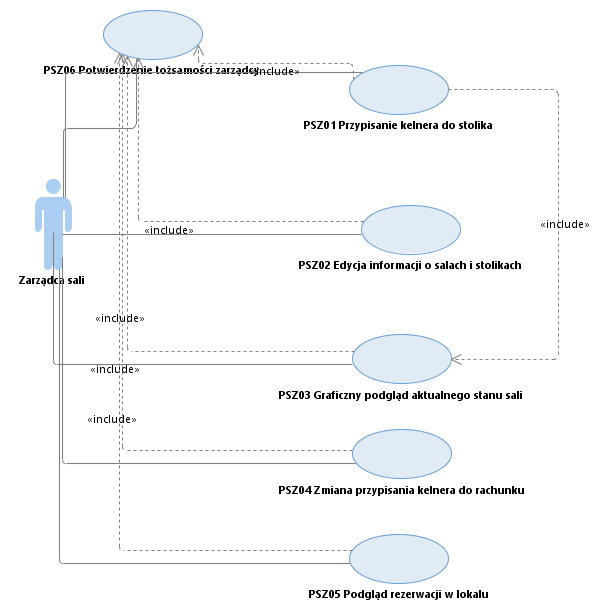 PSZ06 Potwierdzenie tożsamości zarządcy
«include»
PSZ01 Przypisanie kelnera do stolika
«include»
«include»
PSZ02 Edycja informacji o salach i stolikach
Zarządca sali
«include»
«include»
PSZ03 Graficzny podgląd aktualnego stanu sali
«include»
PSZ04 Zmiana przypisania kelnera do rachunku
PSZ05 Podgląd rezerwacji w lokalu